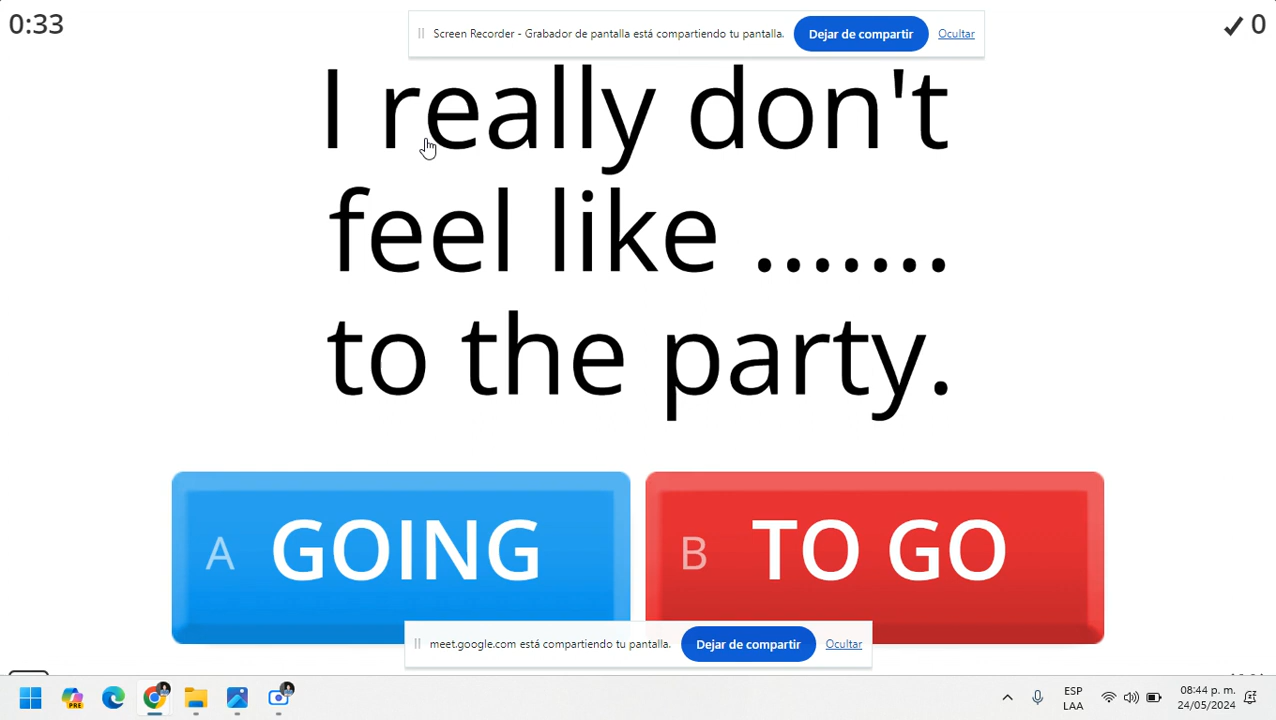 0:33
Screen Recorder - Grabador de pantalla está compartiendo tu pantalla. Dejar de compartir Ocultar
0
I really don't
feel like .......
to the party.
A GOING
B TO GO
meet.google.com está compartiendo tu pantalla. Dejar de compartir Ocultar
PRE
ESP
LAA
08:44 p. m.
24/05/2024